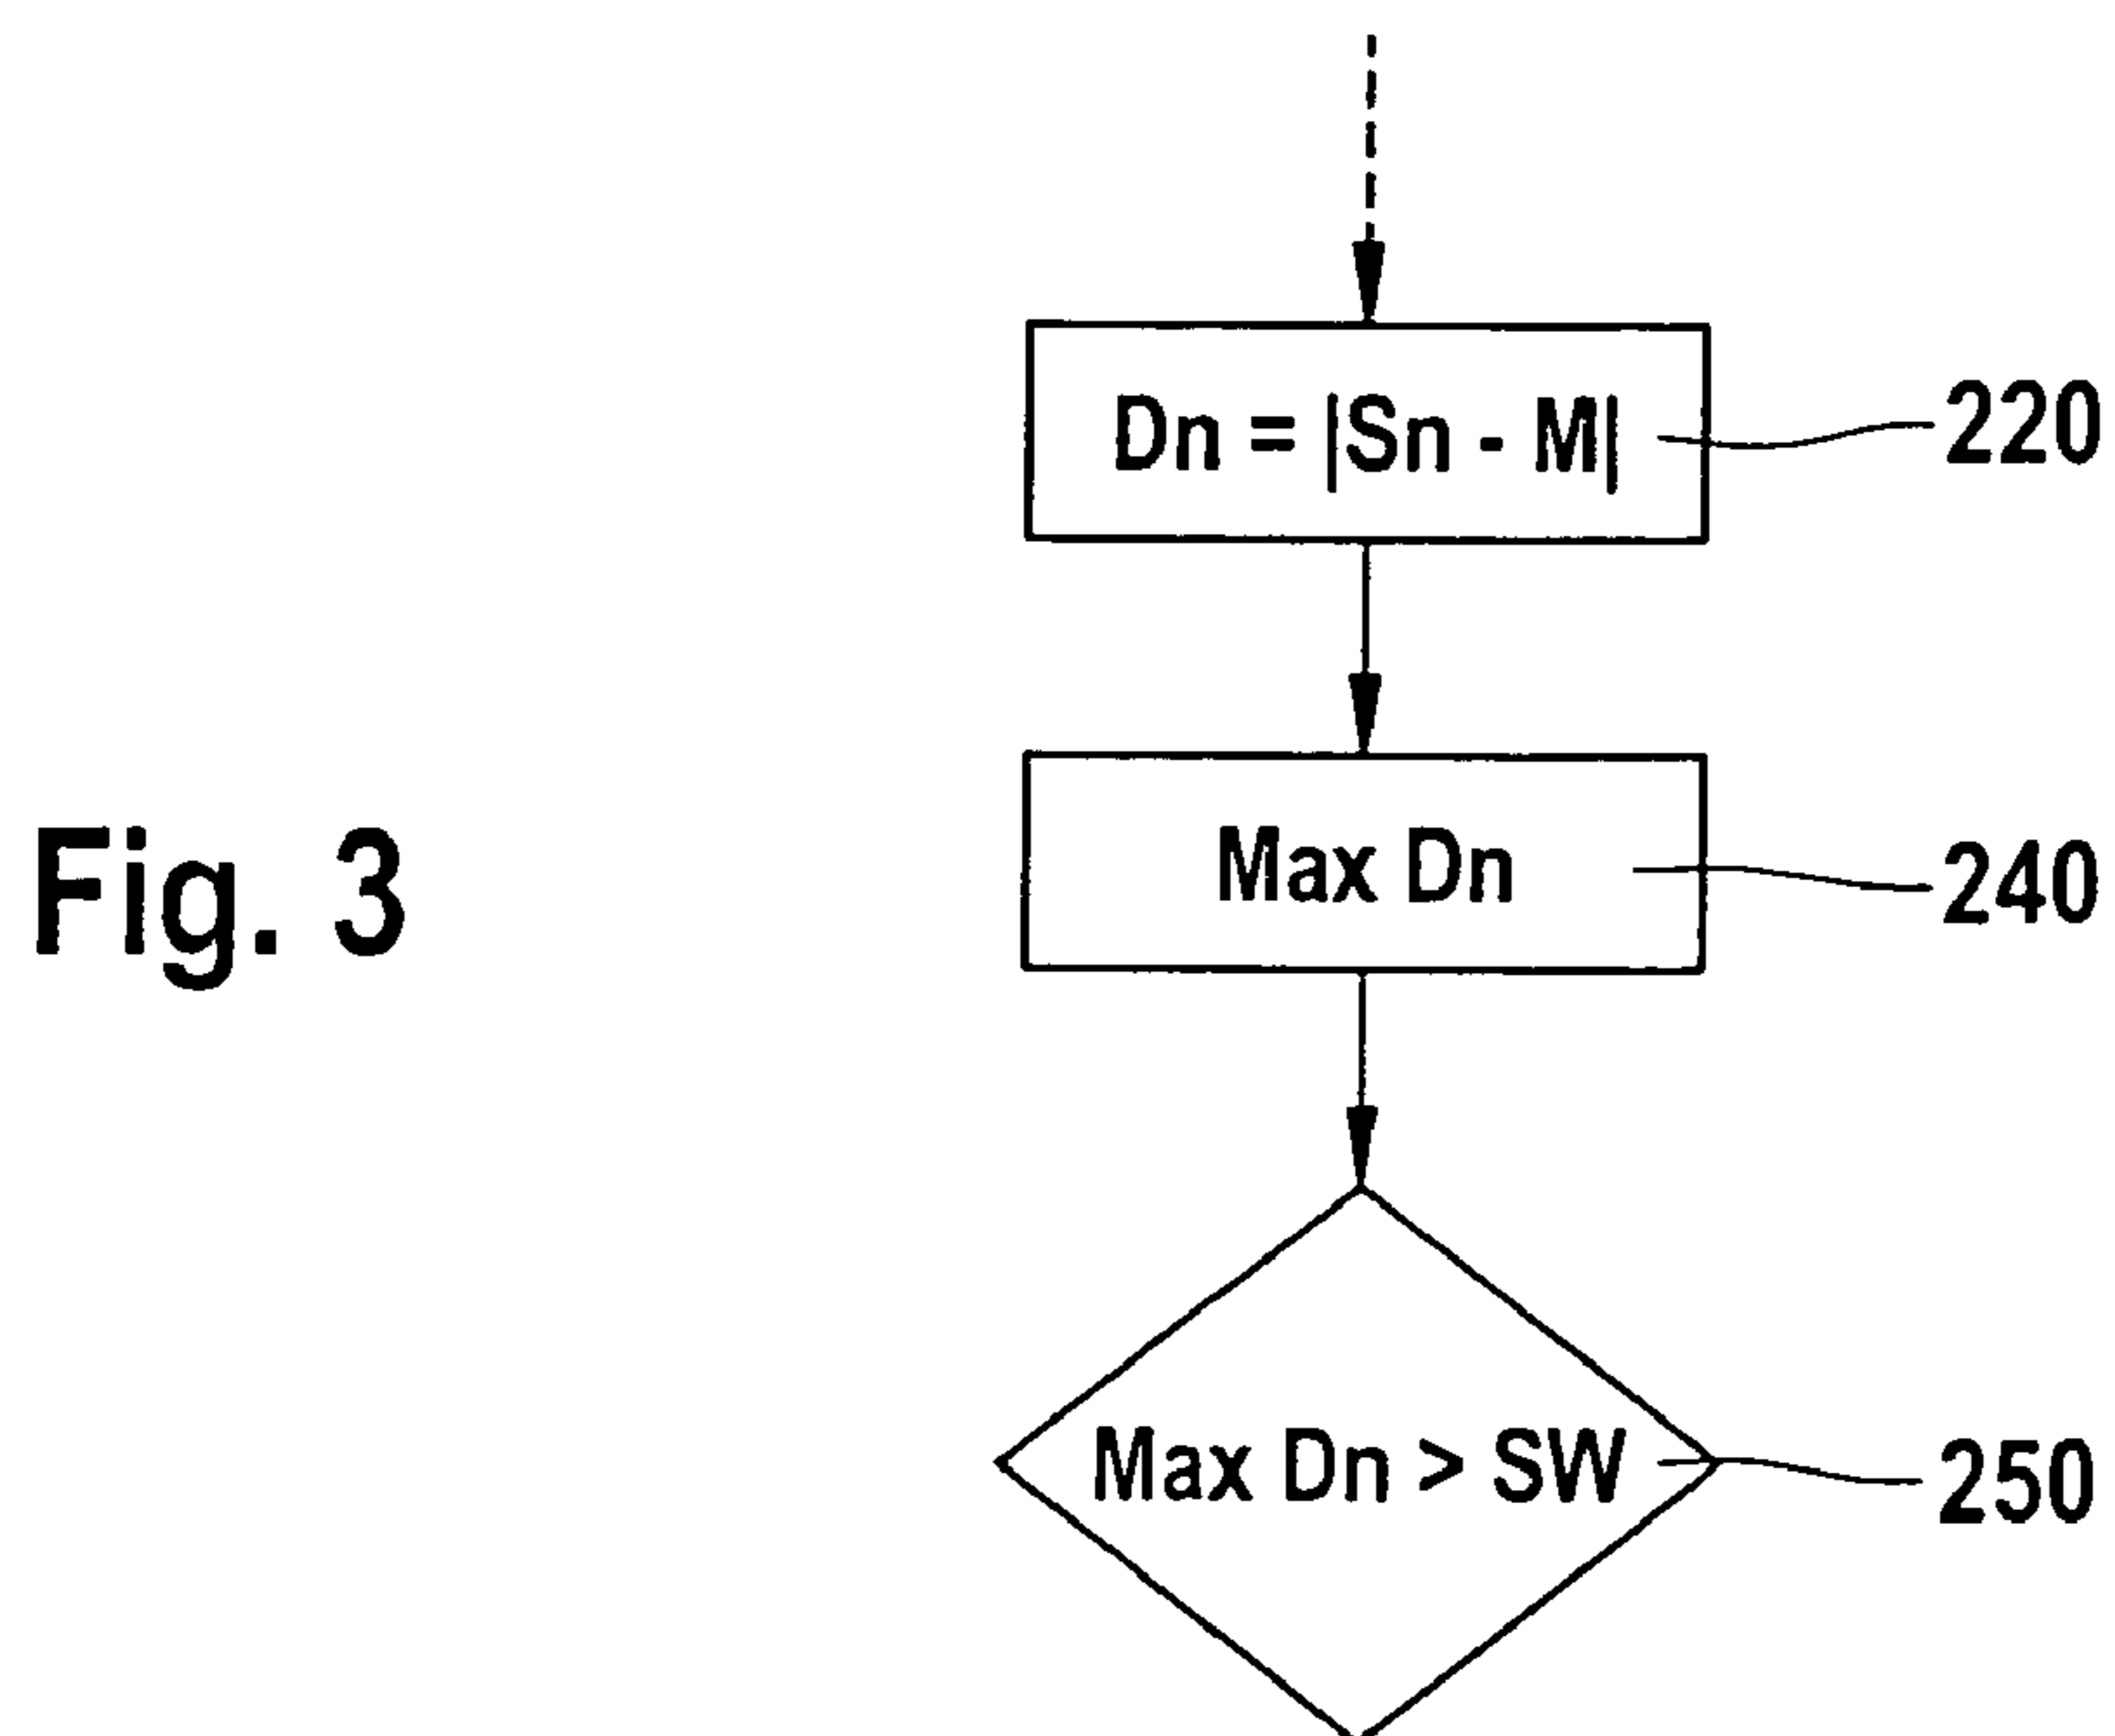 Dn = |Sn - M|
220
Fig. 3
Max Dn
240
Max Dn > SW
250